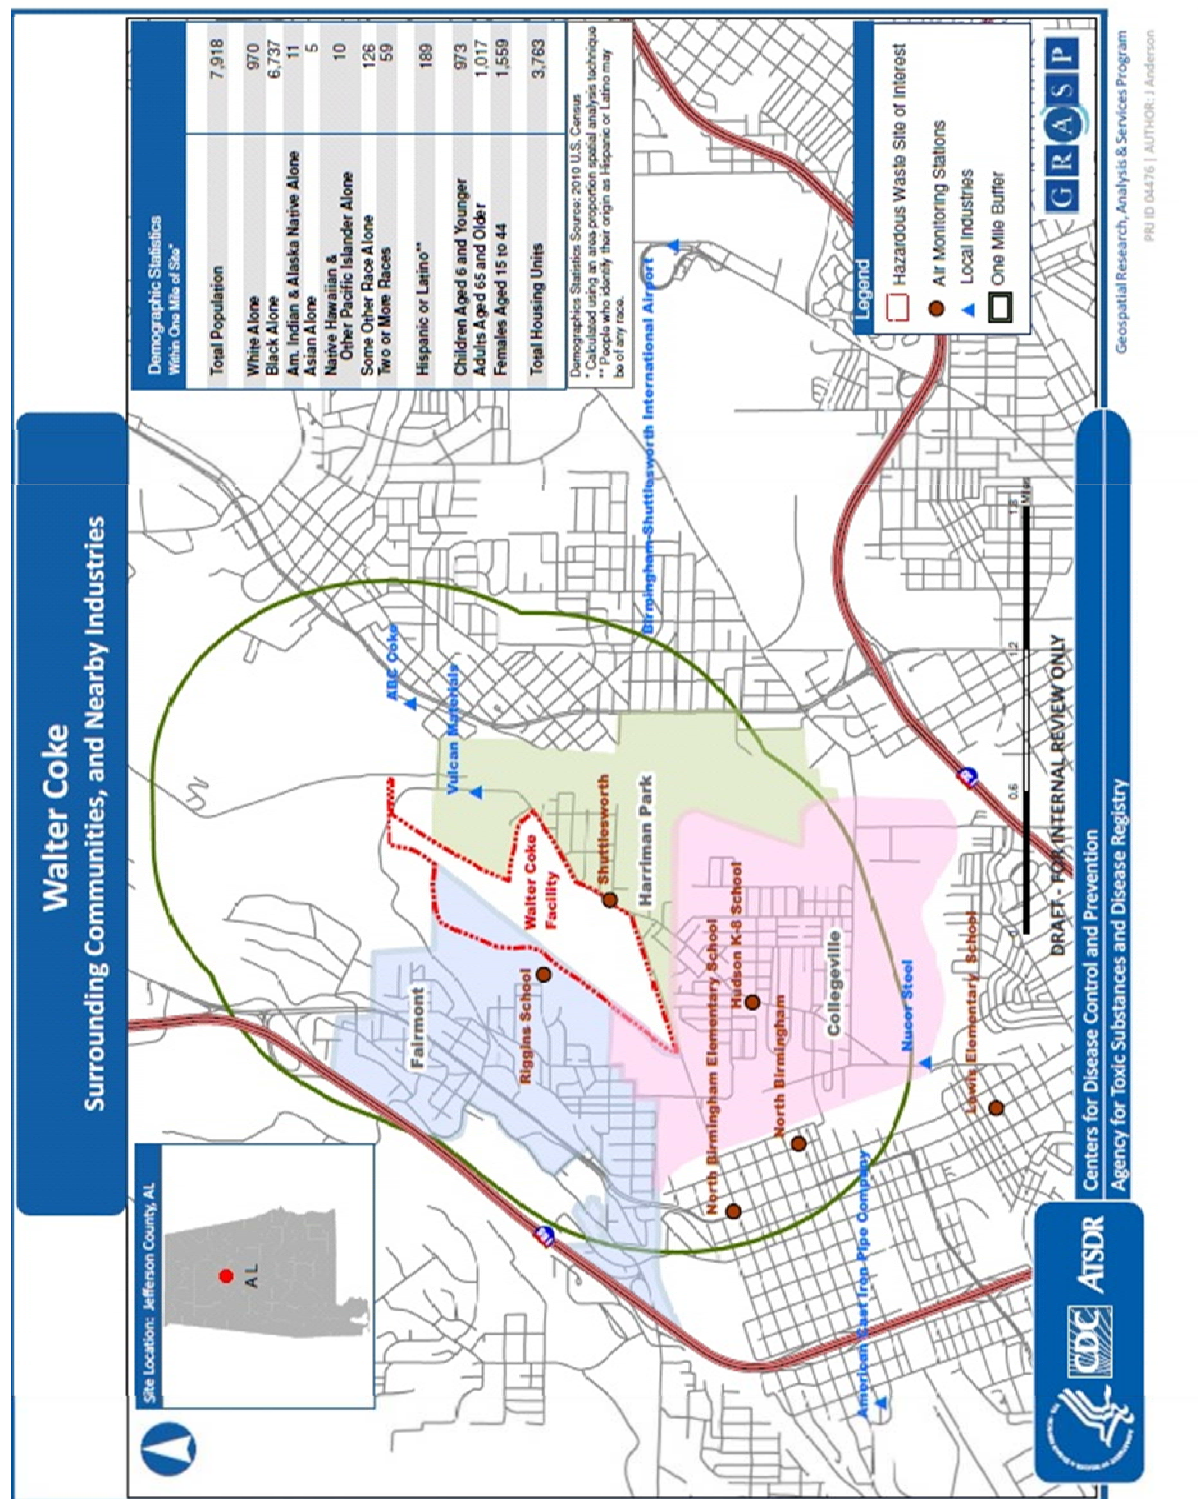 Walter Coke
Surrounding Communities, and Nearby Industries
Site Location: Jefferson County, AL
AL
Demographic Statistics
Within One Mile of Site*
Total Population 7,918
White Alone 970
Black Alone 6,737
Am. Indian & Alaska Native Alone 11
Asian Alone 5
Native Hawaiian &
Other Pacific Islander Alone 10
Some Other Race Alone 126
Two or More Races 59
Hispanic or Latino** 189
Children Aged 6 and Younger 973
Adults Aged 65 and Older 1,017
Females Aged 15 to 44 1,559
Total Housing Units 3,763
Demographics Statistics Source: 2010 U.S. Census
* Calculated using an area proportion spatial analysis technique
** People who identify their origin as Hispanic or Latino may
be of any race.
ABC Coke
Vulcan Materials
Fairmont
Riggins School
Walter Coke
Facility
Shuttlesworth
Harriman Park
Birmingham-Shuttlesworth International Airport
North Birmingham Elementary School
Hudson K-8 School
North Birmingham
Collegeville
American Cast Iron Pipe Company
Nucor Steel
Lewis Elementary School
Legend
Hazardous Waste Site of Interest
Air Monitoring Stations
Local Industries
One Mile Buffer
0 0.6 1.2 1.8
Miles
DRAFT - FOR INTERNAL REVIEW ONLY
CDC
ATSDR
Centers for Disease Control and Prevention
Agency for Toxic Substances and Disease Registry
GRASP
Geospatial Research, Analysis & Services Program
PRJ ID 04476 | AUTHOR: J Anderson